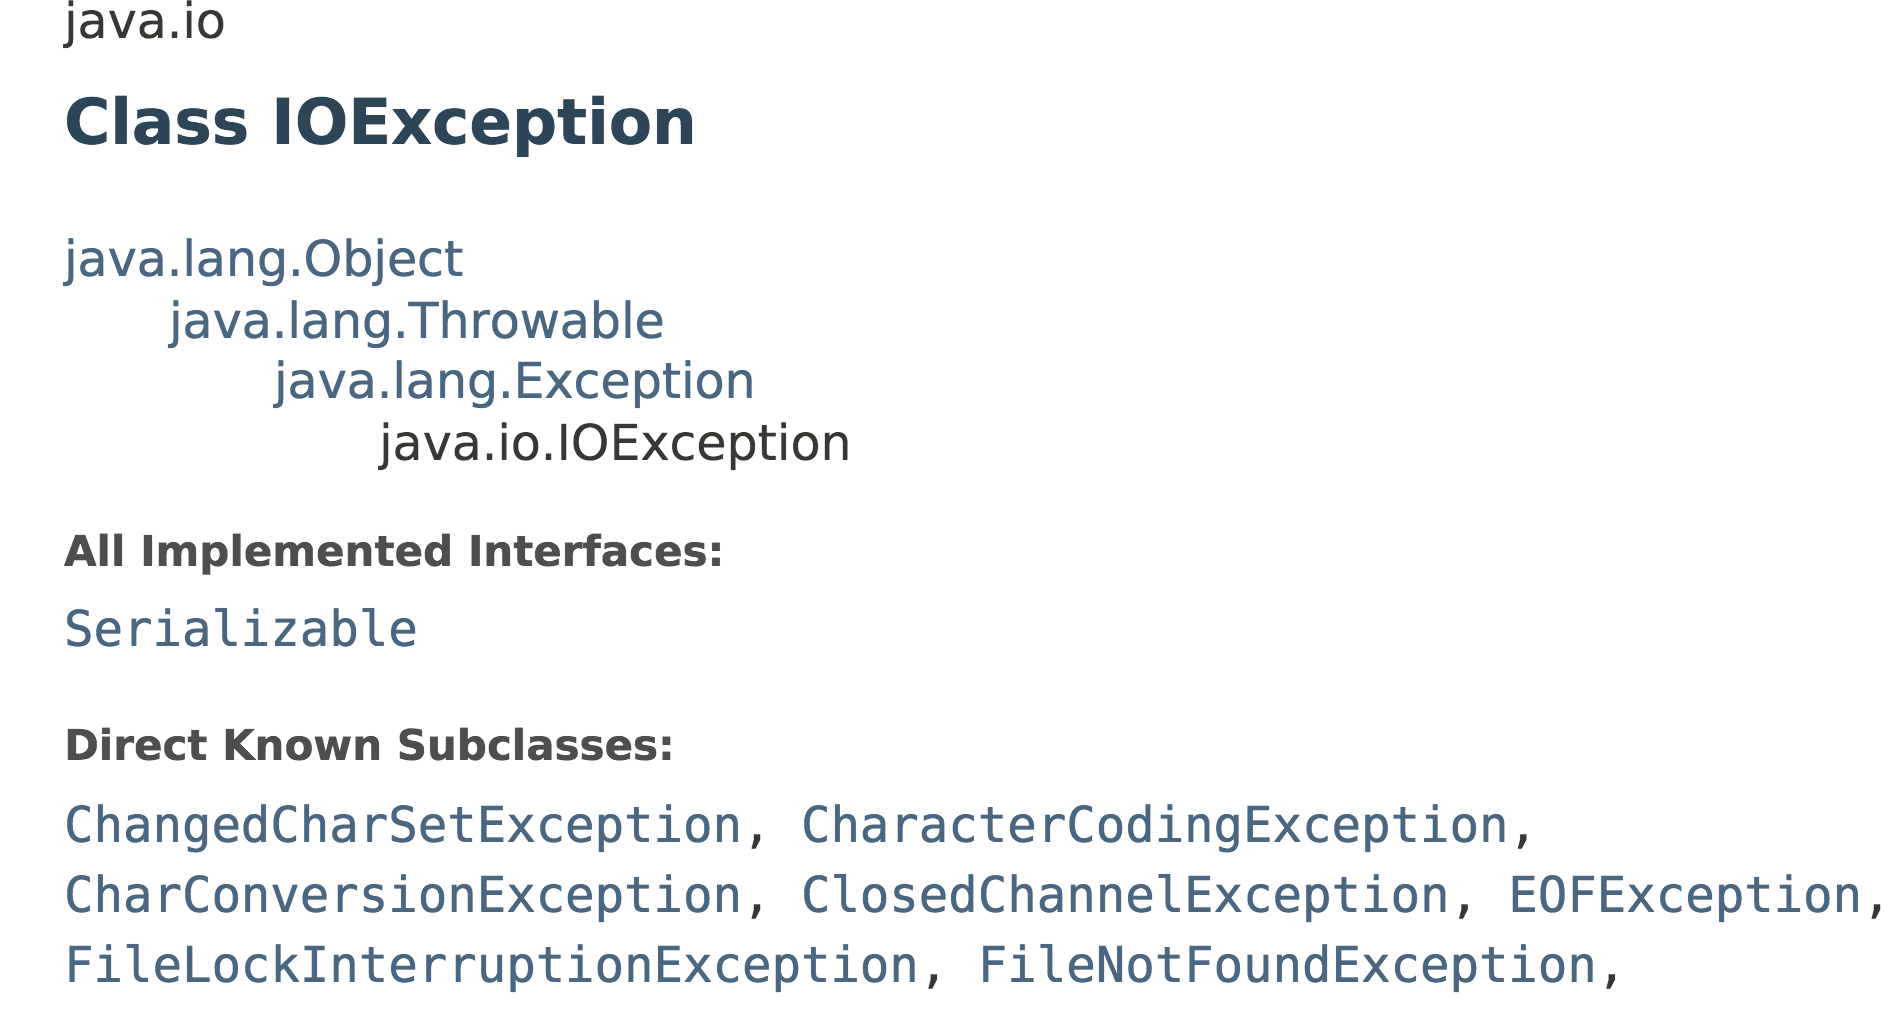 java.io
Class IOException
java.lang.Object
java.lang.Throwable
java.lang.Exception
java.io.IOException
All Implemented Interfaces:
Serializable
Direct Known Subclasses:
ChangedCharSetException, CharacterCodingException,
CharConversionException, ClosedChannelException, EOFException,
FileLockInterruptionException, FileNotFoundException,